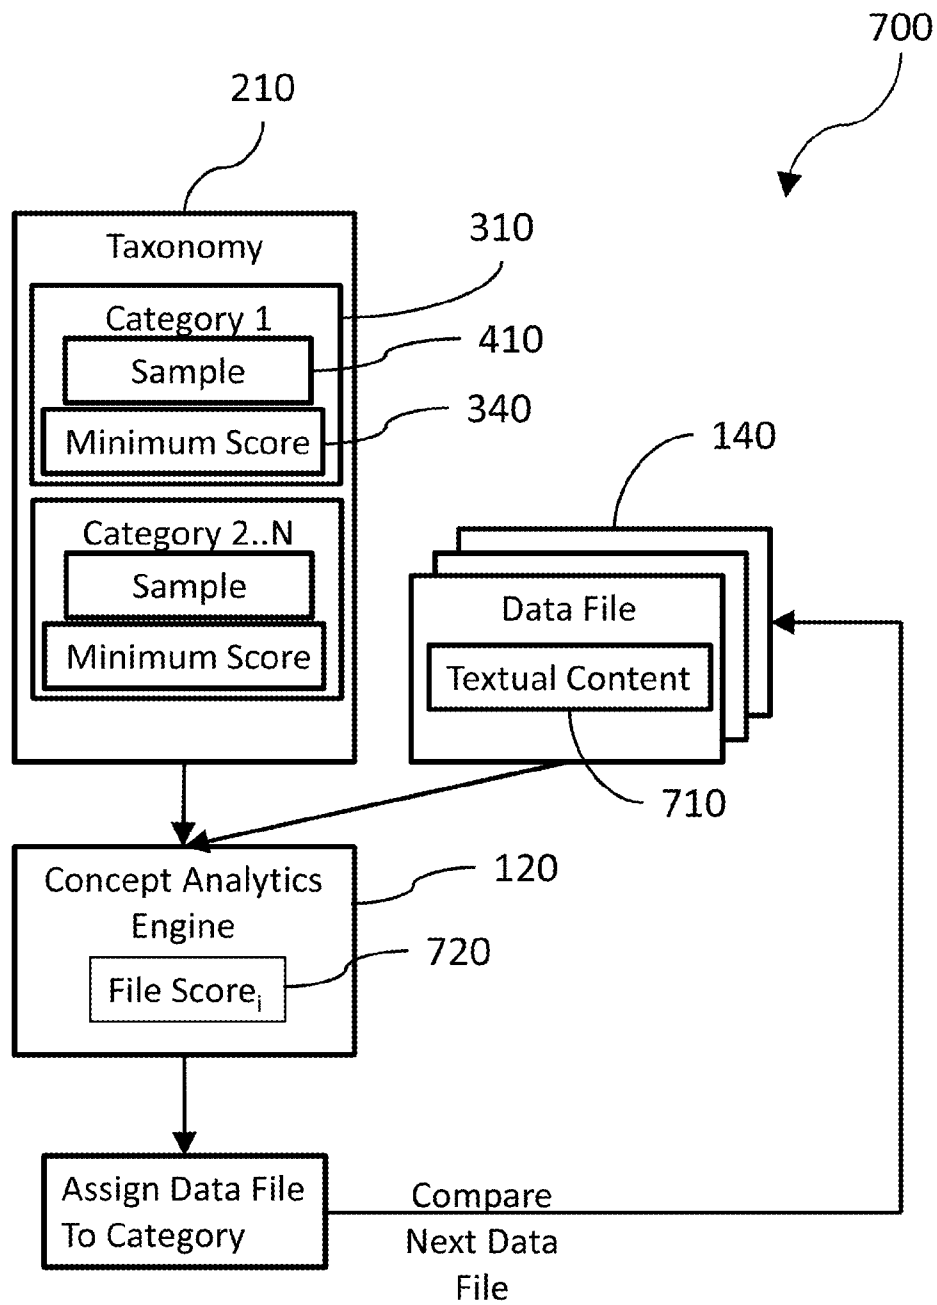 700
210
Taxonomy
310
Category 1
410
Sample
340
Minimum Score
140
Category 2..N
Sample
Data File
Minimum Score
Textual Content
710
Concept Analytics
Engine
120
720
File Scorei
Assign Data File
To Category
Compare
Next Data
File